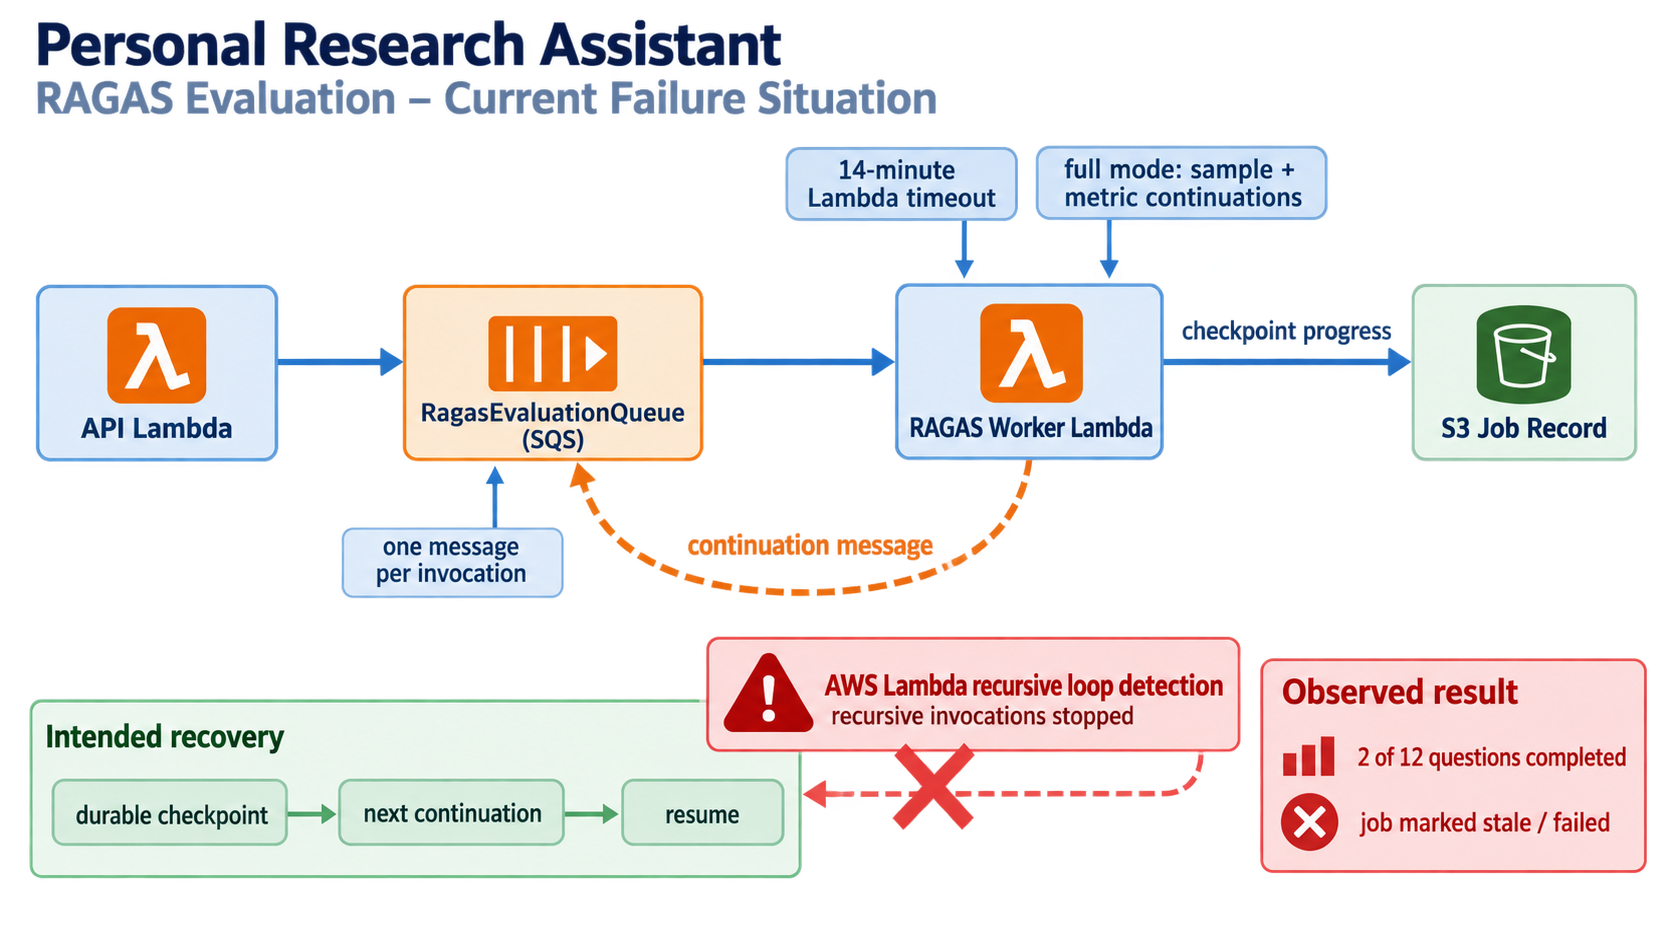 Personal Research Assistant
RAGAS Evaluation – Current Failure Situation
14-minute
Lambda timeout
full mode: sample +
metric continuations
API Lambda
RagasEvaluationQueue
(SQS)
RAGAS Worker Lambda
checkpoint progress
S3 Job Record
one message
per invocation
continuation message
AWS Lambda recursive loop detection
recursive invocations stopped
Intended recovery
durable checkpoint
next continuation
resume
Observed result
2 of 12 questions completed
job marked stale / failed